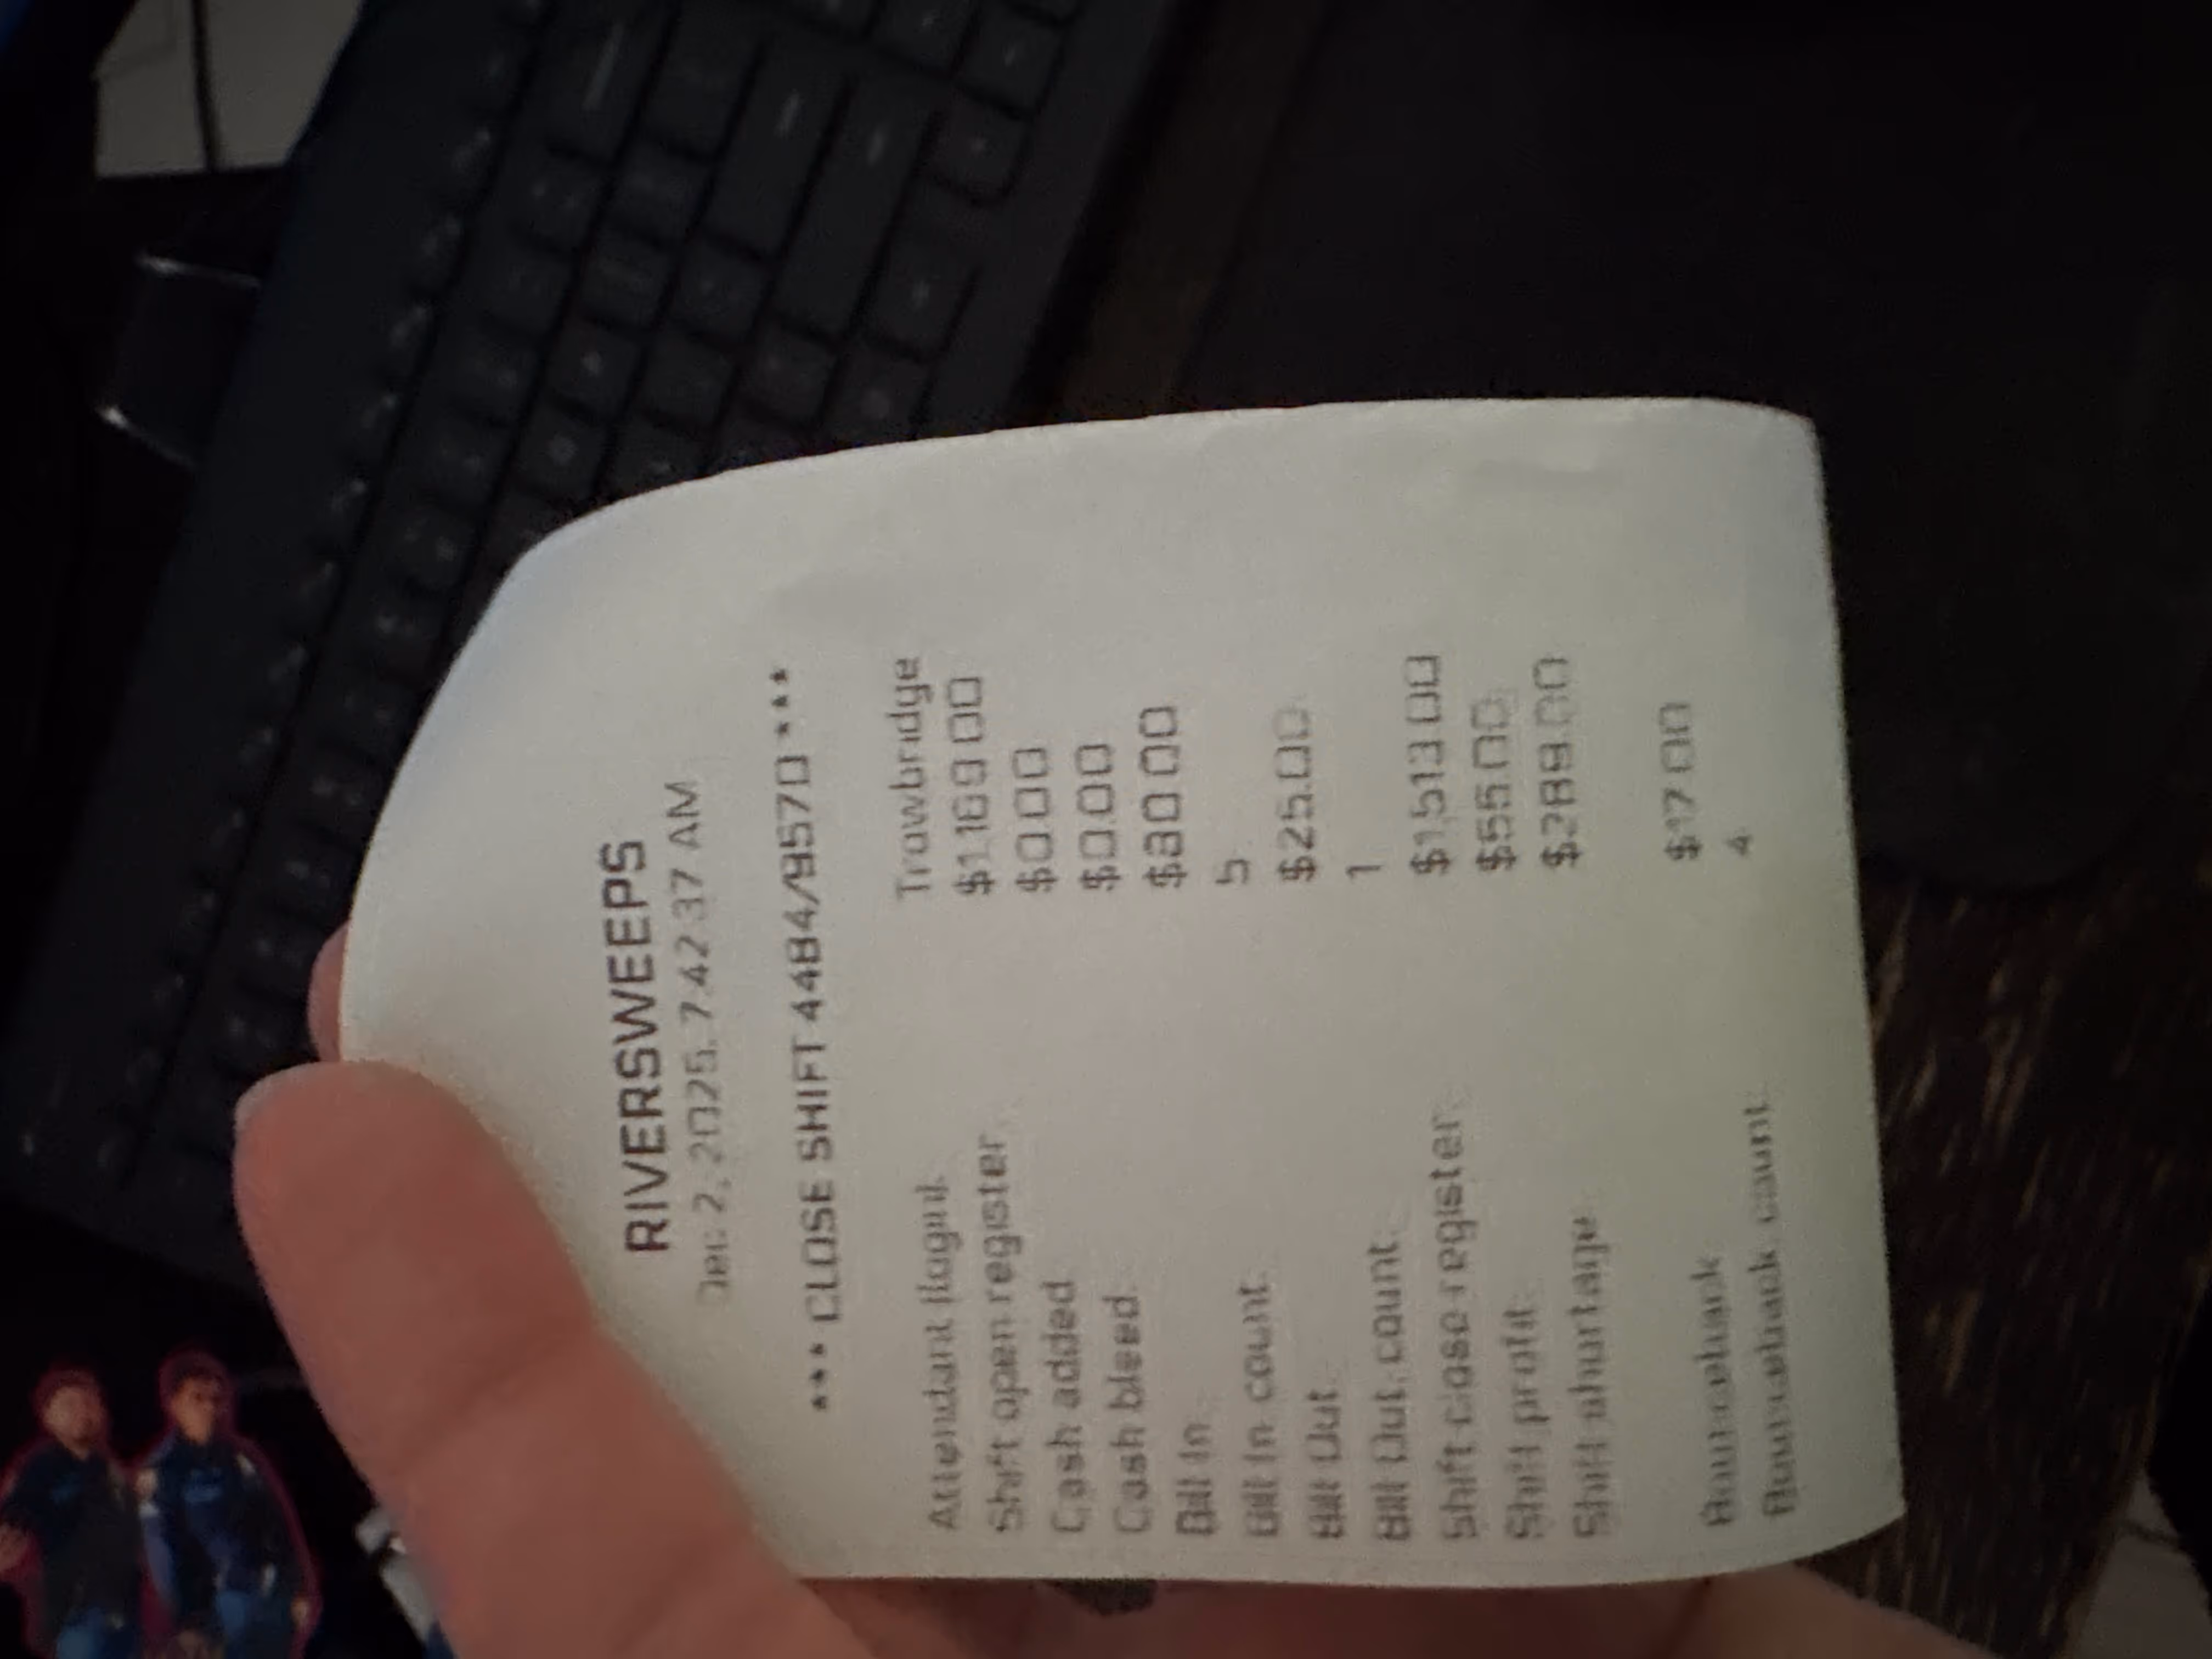 RIVERSWEEPS
Dec 2, 2025, 7:42:37 AM
*** CLOSE SHIFT 4484/9570 ***
Attendant (login): Trowbridge
Shift open register: $1,169.00
Cash added: $0.00
Cash bleed: $0.00
Bill In: $80.00
Bill In count: 5
Bill Out: $25.00
Bill Out count: 1
Shift close register: $1,513.00
Shift profit: $55.00
Shift shortage: $289.00
Bounceback: $17.00
Bounceback count: 4